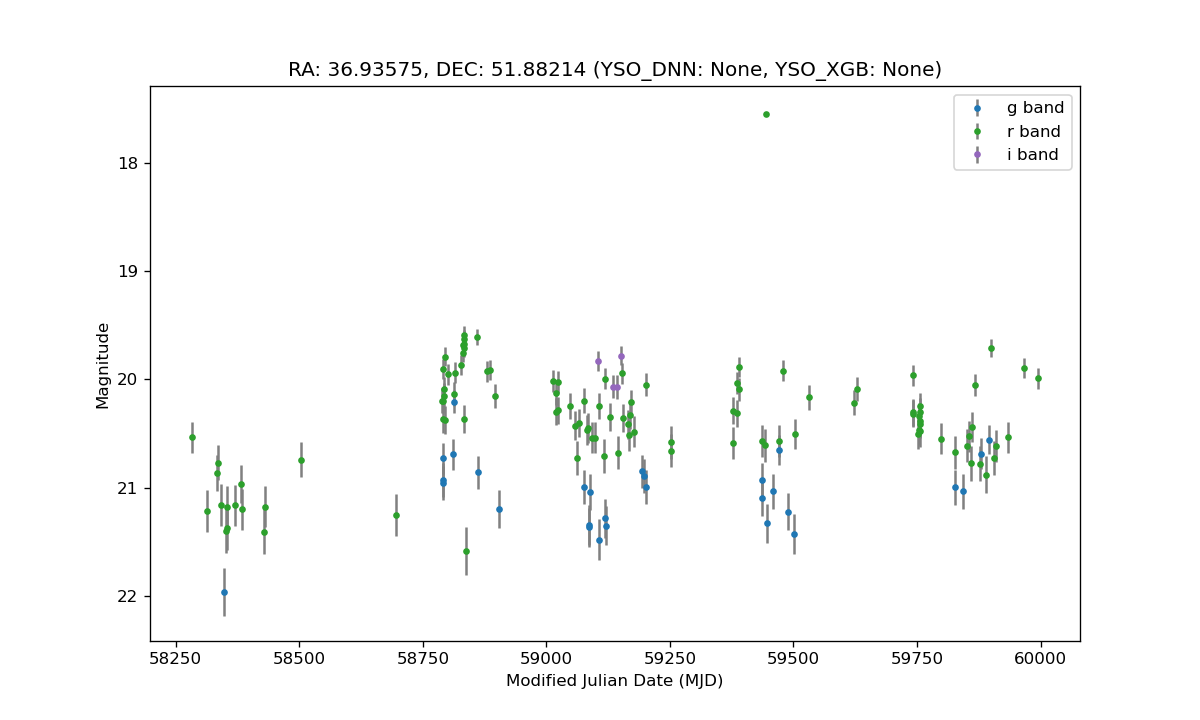 RA: 36.93575, DEC: 51.88214 (YSO_DNN: None, YSO_XGB: None)
g band
r band
i band
18
19
20
21
22
Magnitude
58250 58500 58750 59000 59250 59500 59750 60000
Modified Julian Date (MJD)